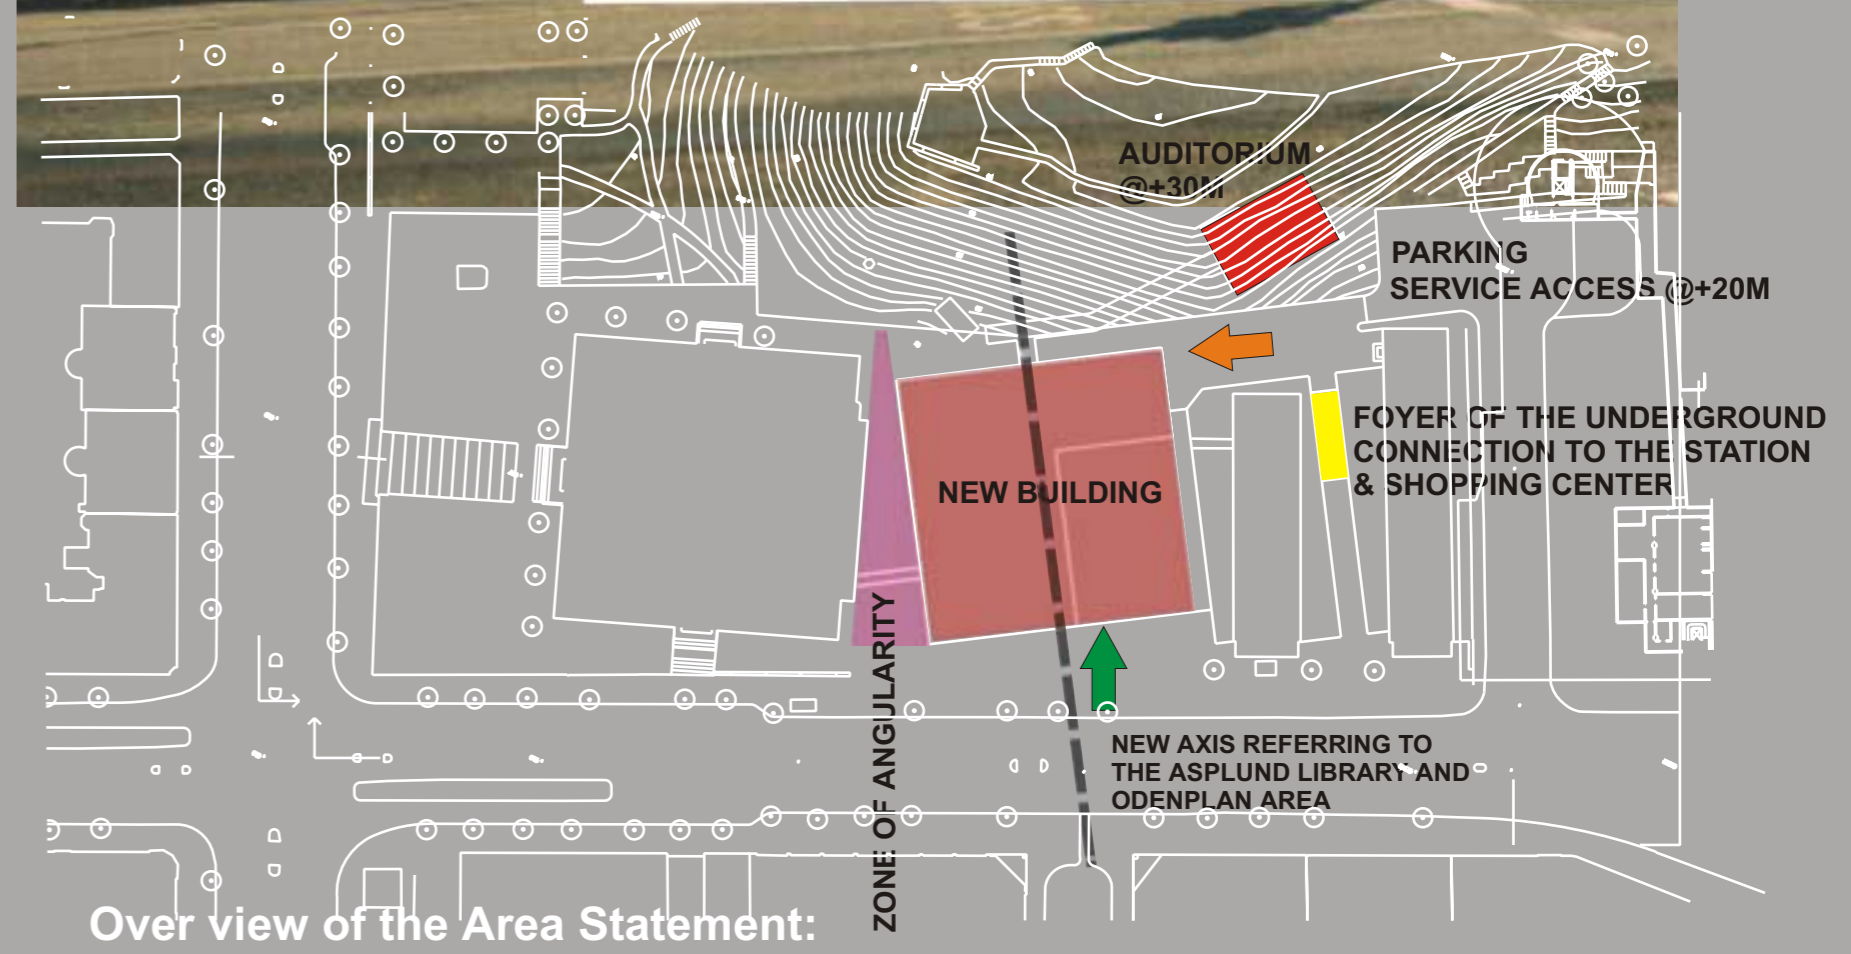 AUDITORIUM
@+30M
PARKING
SERVICE ACCESS @+20M
FOYER OF THE UNDERGROUND
CONNECTION TO THE STATION
& SHOPPING CENTER
NEW BUILDING
ZONE OF ANGULARITY
NEW AXIS REFERRING TO
THE ASPLUND LIBRARY AND
ODENPLAN AREA
Over view of the Area Statement: